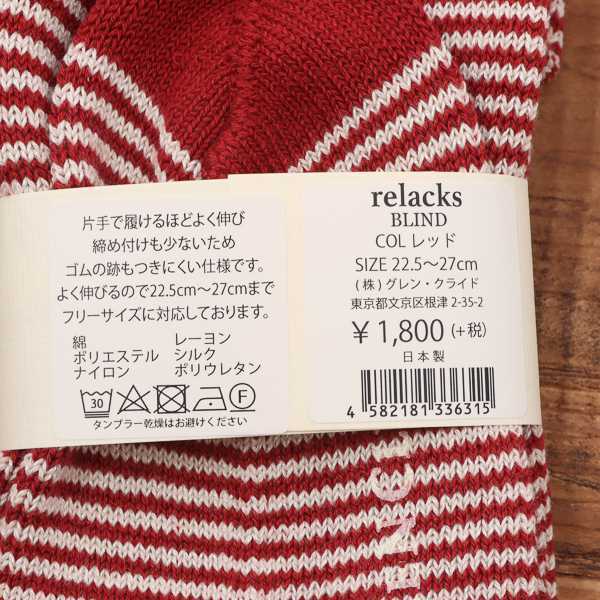 片手で履けるほどよく伸び
締め付けも少ないため
ゴムの跡もつきにくい仕様です。
よく伸びるので22.5cm〜27cmまで
フリーサイズに対応しております。
綿 レーヨン
ポリエステル シルク
ナイロン ポリウレタン
30 F
タンブラー乾燥はお避けください
relacks
BLIND
COL レッド
SIZE 22.5〜27cm
(株)グレン・クライド
東京都文京区根津 2-35-2
¥ 1,800 (+税)
日本製
4 582181 336315